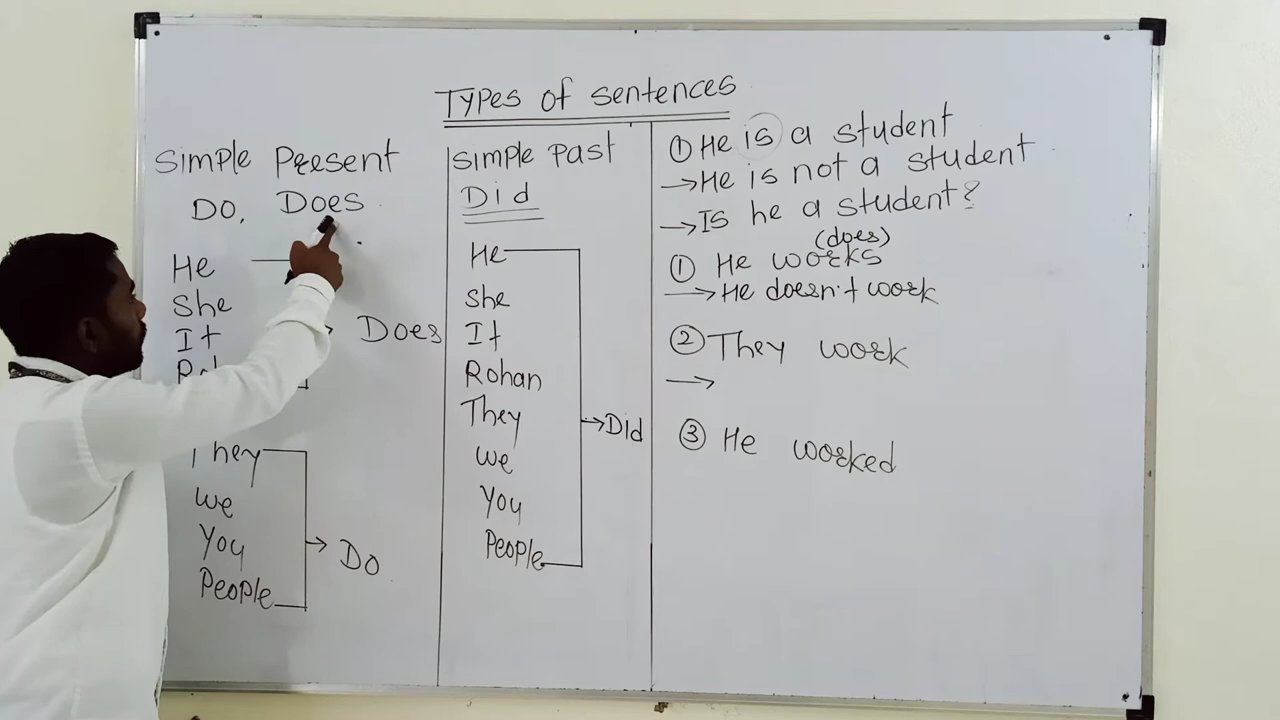 Types of sentences
Simple Present
Do, Does
He
She
It
Does
They
We
You
People
Do
Simple Past
Did
He
She
It
Rohan
They
We
You
People
Did
① He is a student
→ He is not a student
→ Is he a student?
(does)
① He works
→ He doesn't work
② They work
→
③ He worked